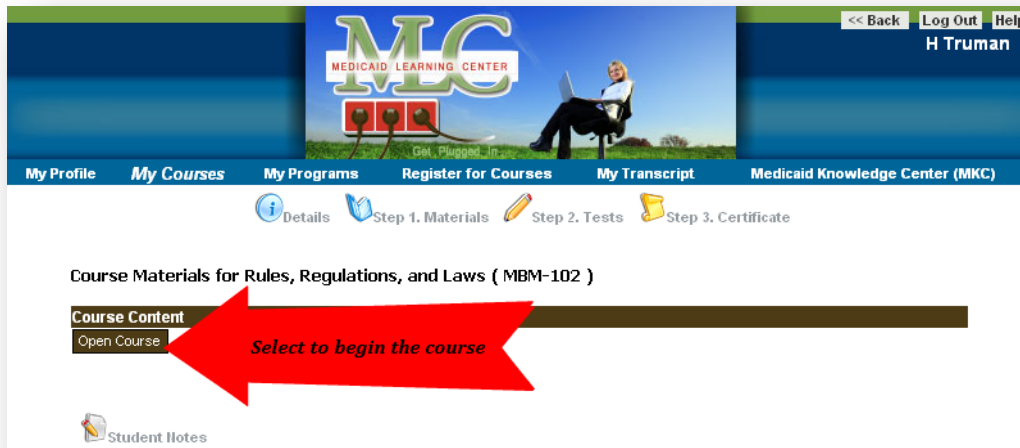 << Back Log Out Help
H Truman
MLC
MEDICAID LEARNING CENTER
Get Plugged In
My Profile My Courses My Programs Register for Courses My Transcript Medicaid Knowledge Center (MKC)
Details Step 1. Materials Step 2. Tests Step 3. Certificate
Course Materials for Rules, Regulations, and Laws ( MBM-102 )
Course Content
Open Course
Select to begin the course
Student Notes